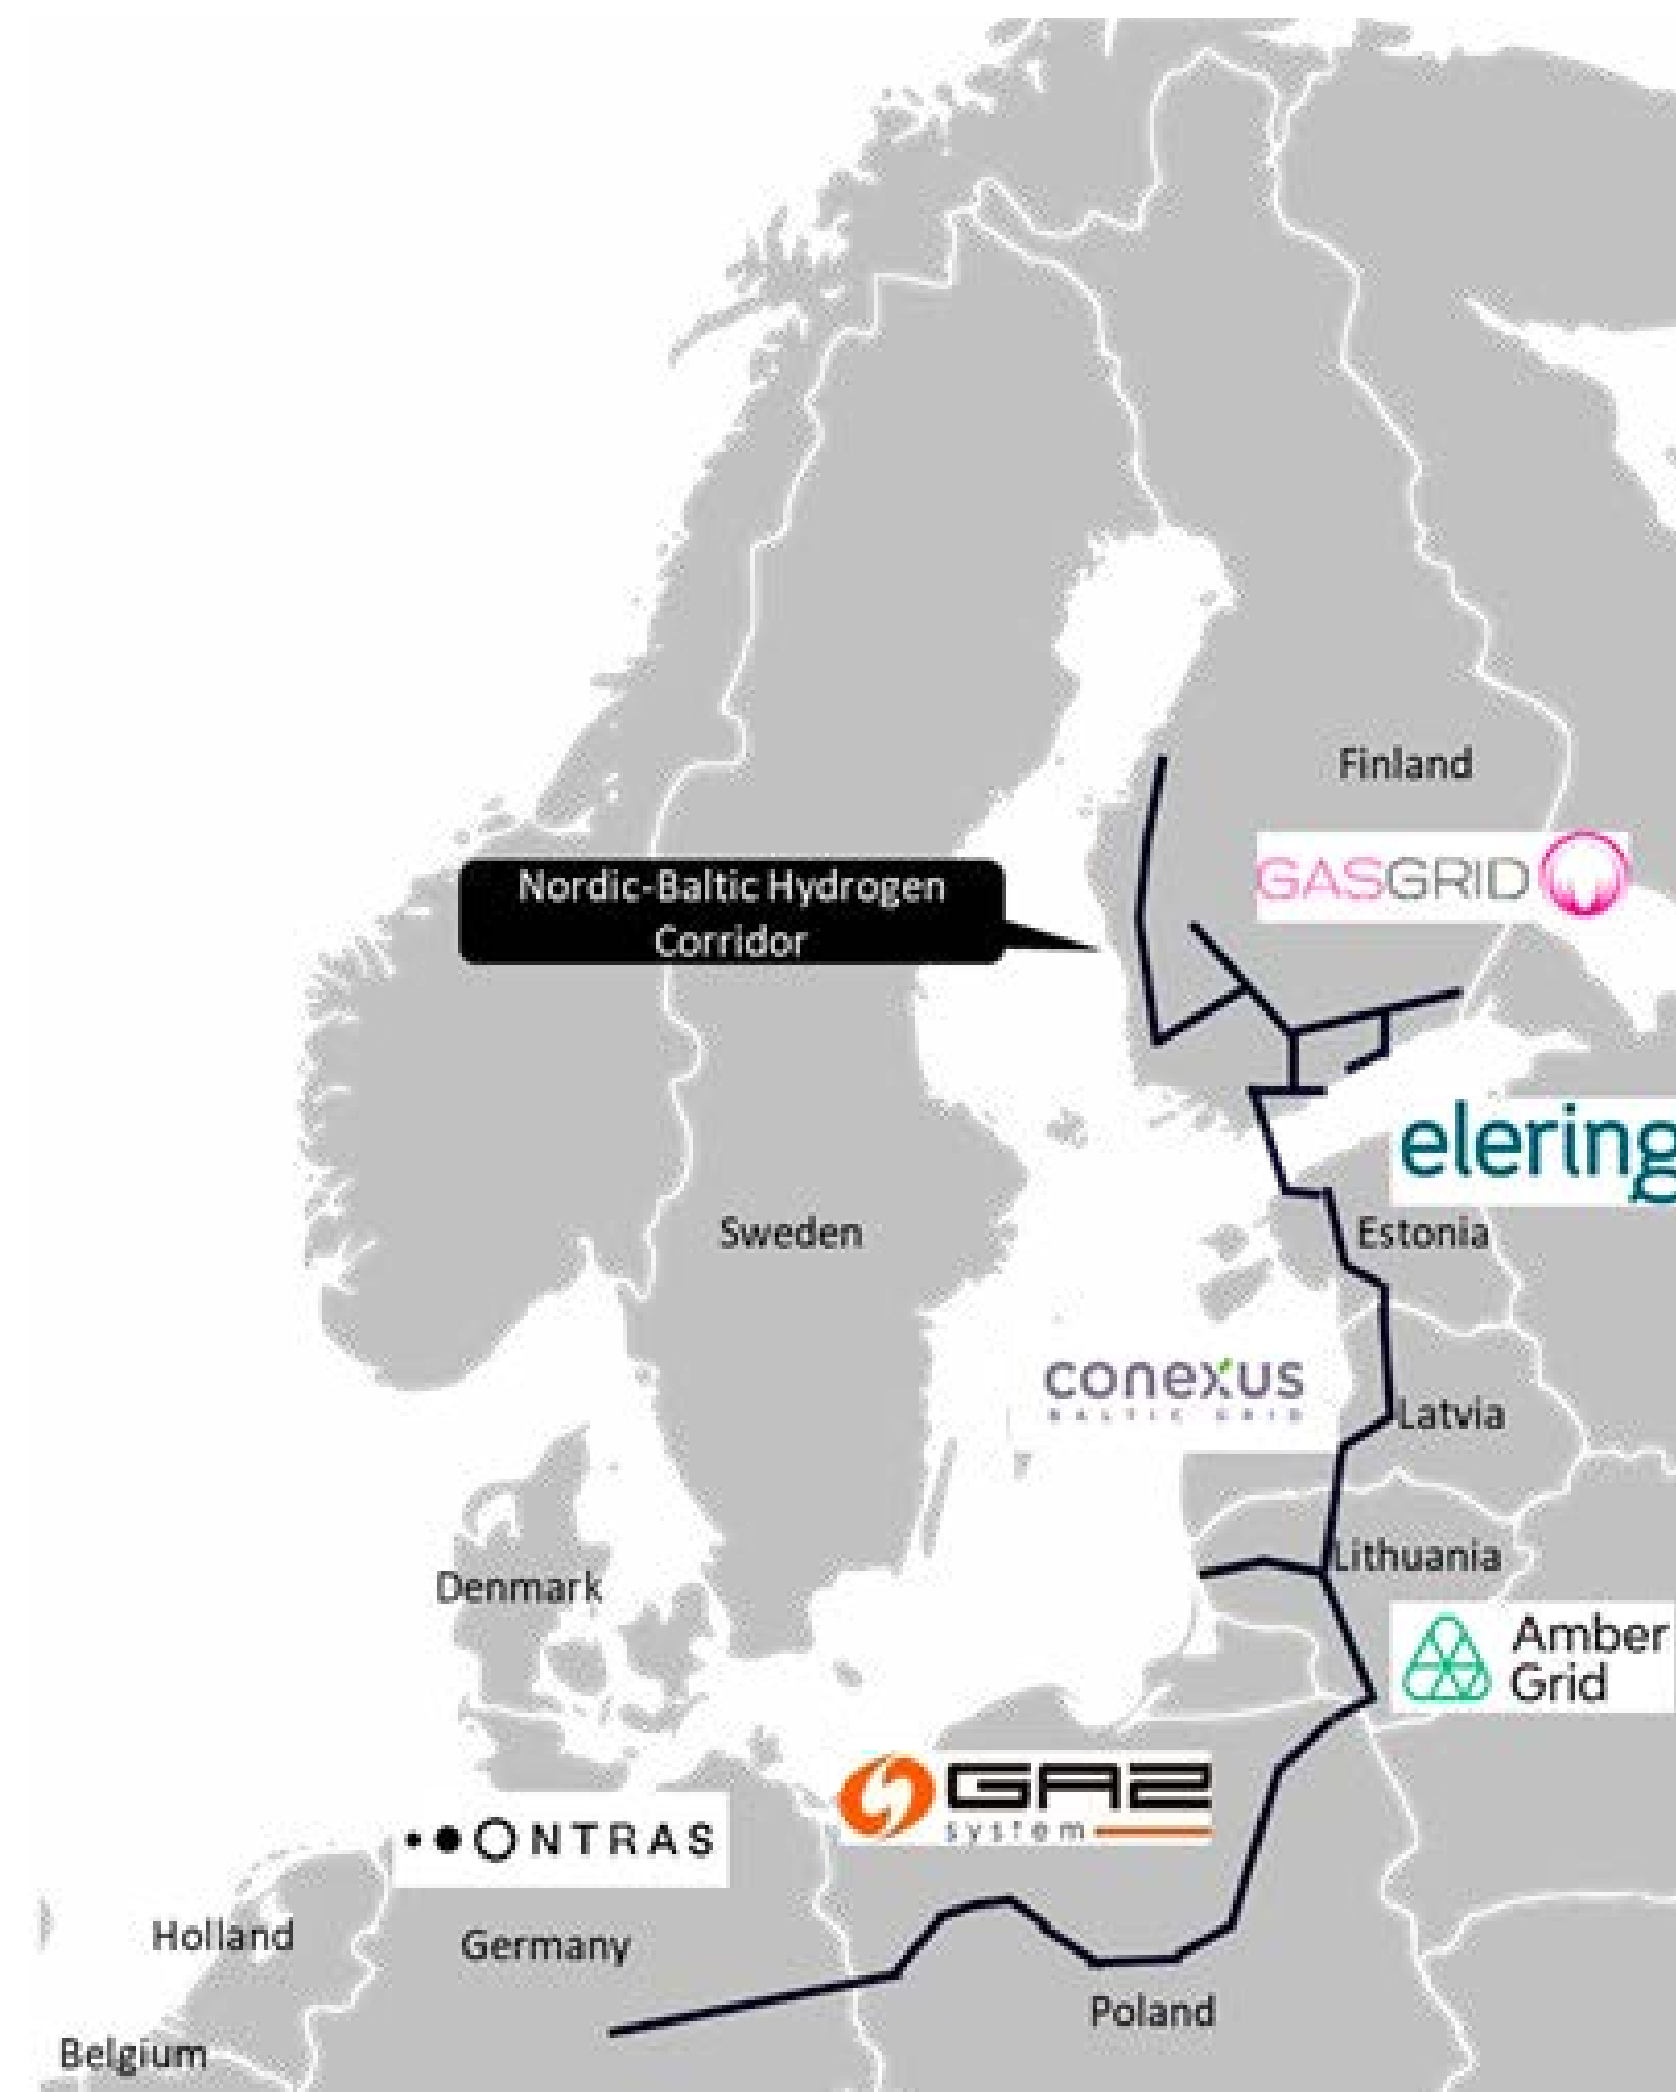 Finland
GASGRID
Nordic-Baltic Hydrogen
Corridor
elering
Sweden
Estonia
conexus
BALTIC GRID
Latvia
Lithuania
Denmark
Amber
Grid
GAZ
system
ONTRAS
Holland
Germany
Poland
Belgium